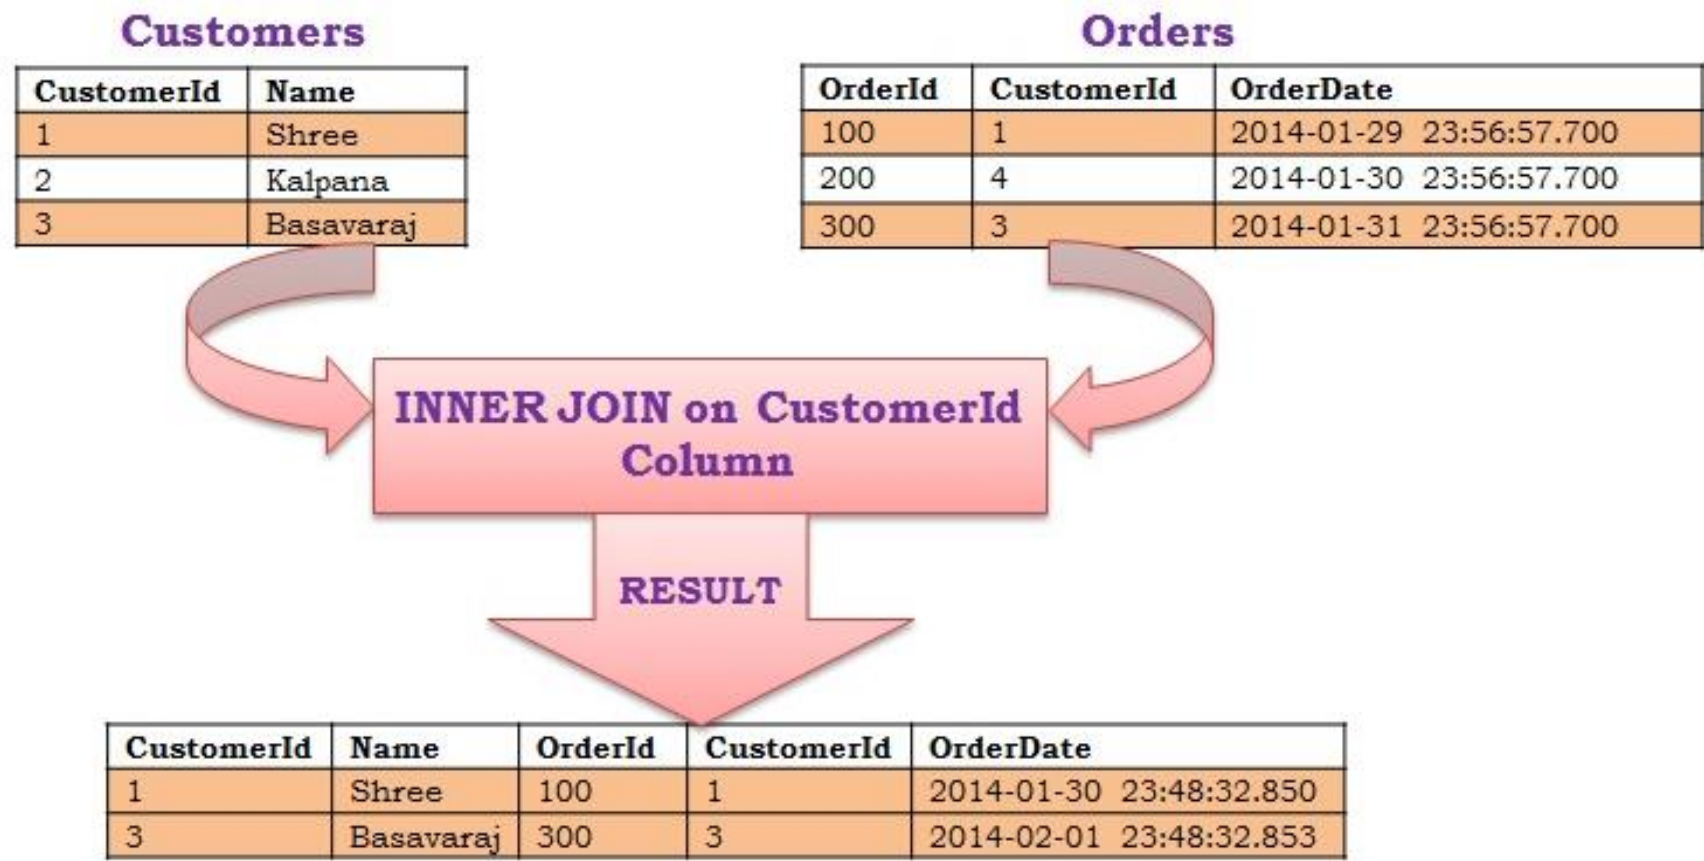 Customers
CustomerId Name
1 Shree
2 Kalpana
3 Basavaraj
Orders
OrderId CustomerId OrderDate
100 1 2014-01-29 23:56:57.700
200 4 2014-01-30 23:56:57.700
300 3 2014-01-31 23:56:57.700
INNER JOIN on CustomerId
Column
RESULT
CustomerId Name OrderId CustomerId OrderDate
1 Shree 100 1 2014-01-30 23:48:32.850
3 Basavaraj 300 3 2014-02-01 23:48:32.853